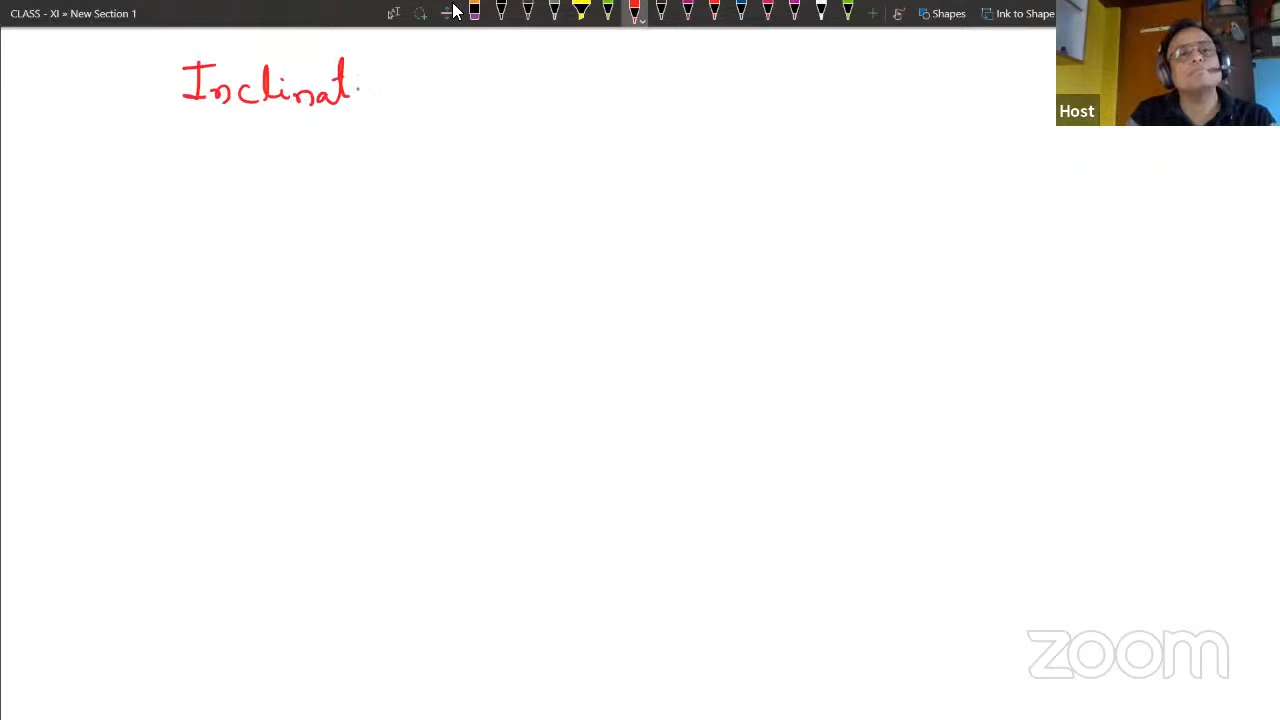 CLASS - XI » New Section 1
Shapes
Ink to Shape
Inclinat
Host
zoom